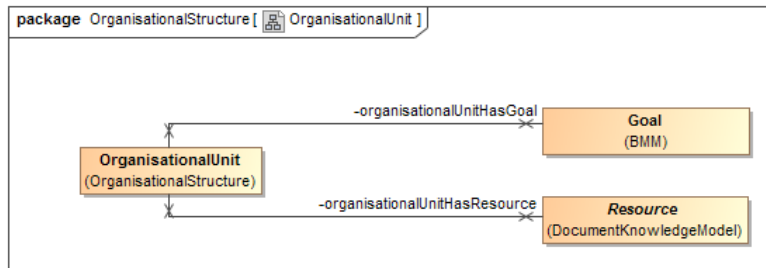 package OrganisationalStructure [ OrganisationalUnit ]
-organisationalUnitHasGoal
Goal
(BMM)
OrganisationalUnit
(OrganisationalStructure)
-organisationalUnitHasResource
Resource
(DocumentKnowledgeModel)